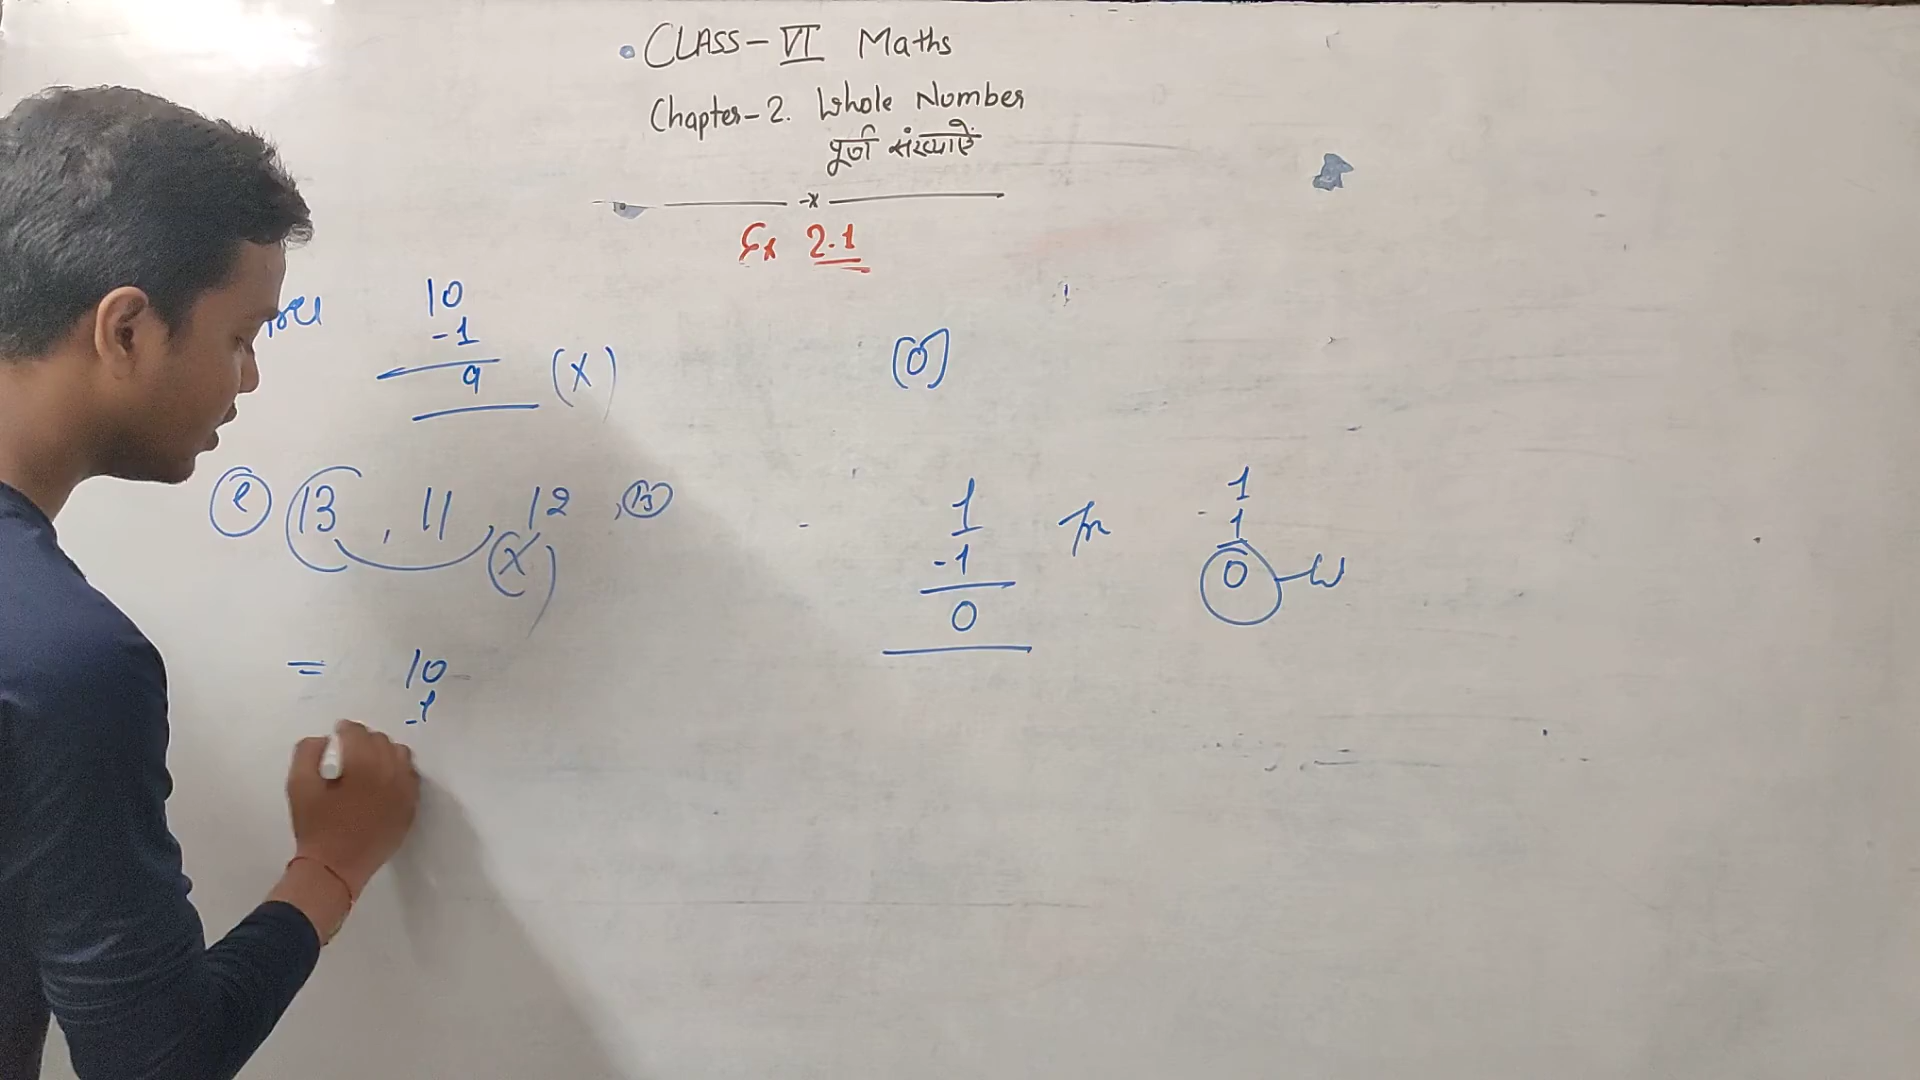 CLASS-VI Maths
Chapter-2. Whole Number
पूर्ण संख्याऐं
x
Ex 2.1
10
-1
9 (X)
(0)
13, 11, 12, 13
(X)
1
-1
0
1
1
0 - W
= 10
-1